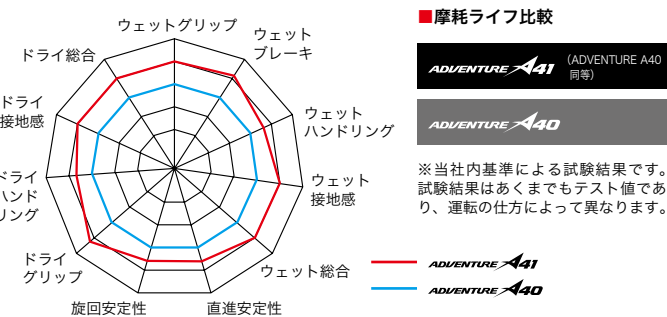 ウェットグリップ
ウェット
ブレーキ
ウェット
ハンドリング
ウェット
接地感
ウェット総合
直進安定性
旋回安定性
ドライ
グリップ
ドライ
ハンド
リング
ドライ
接地感
ドライ総合
■摩耗ライフ比較
ADVENTURE A41
（ADVENTURE A40
同等）
ADVENTURE A40
※当社内基準による試験結果です。
試験結果はあくまでもテスト値であ
り、運転の仕方によって異なります。
ADVENTURE A41
ADVENTURE A40